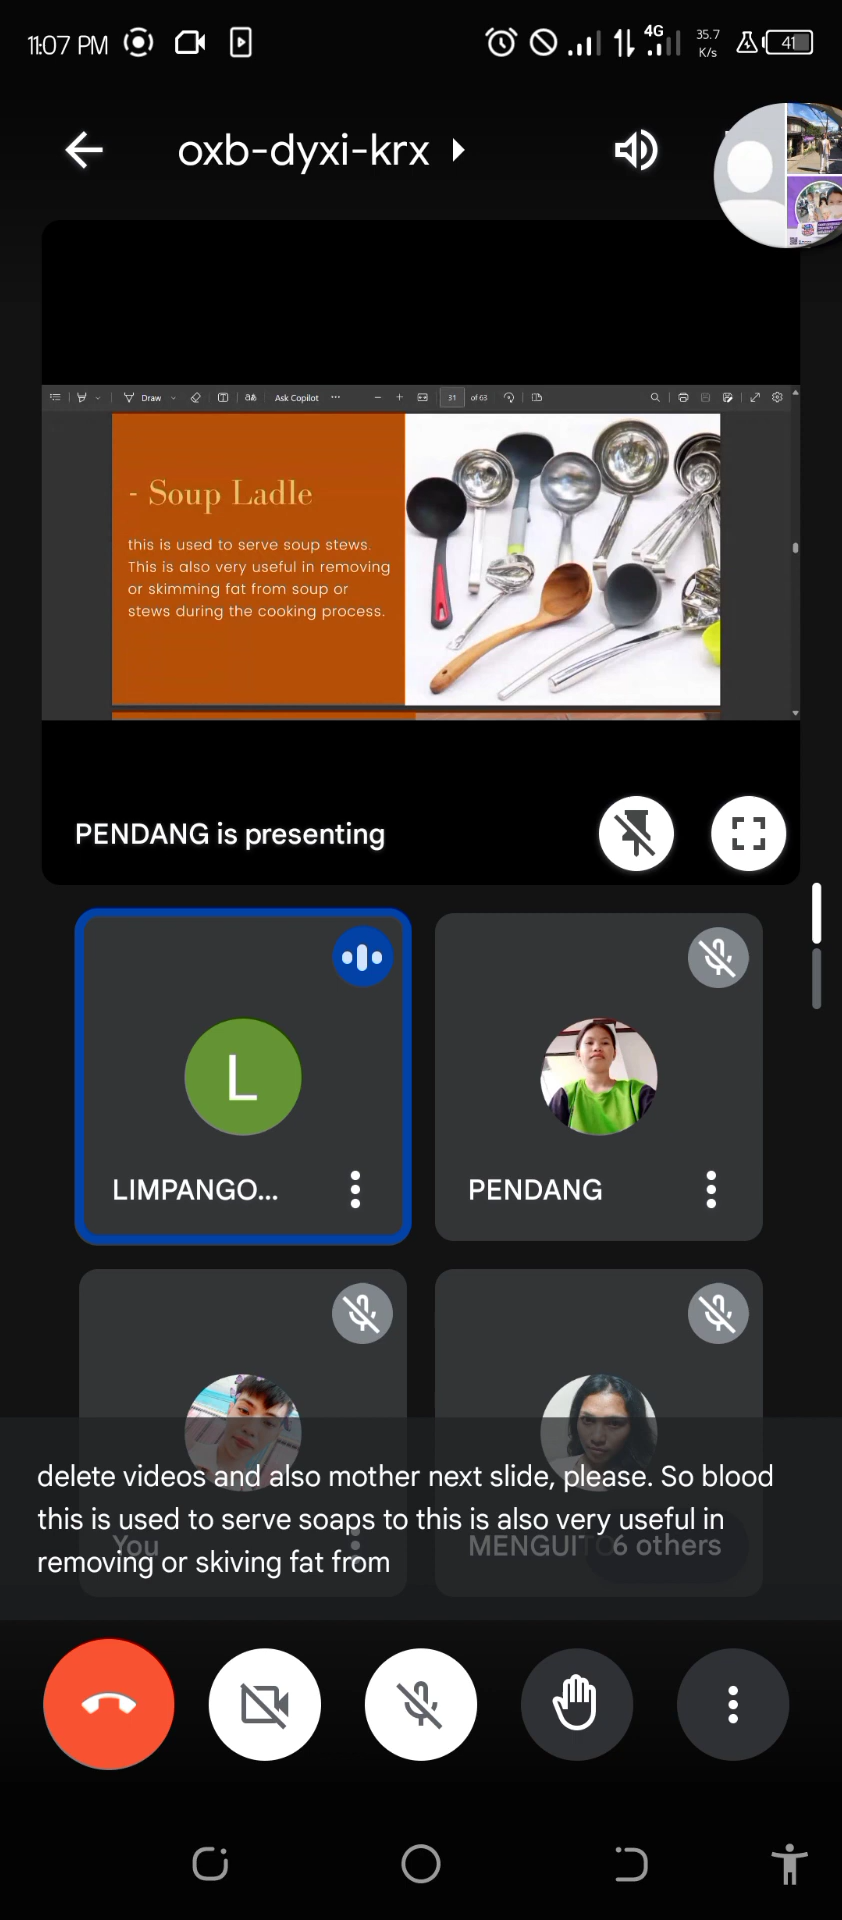 11:07 PM
4G
35.7
K/s
41
oxb-dyxi-krx
Draw
Ask Copilot
31 of 63
- Soup Ladle
this is used to serve soup stews.
This is also very useful in removing
or skimming fat from soup or
stews during the cooking process.
PENDANG is presenting
L
LIMPANGO...
PENDANG
delete videos and also mother next slide, please. So blood
this is used to serve soaps to this is also very useful in
removing or skiving fat from
You
MENGUITO
6 others